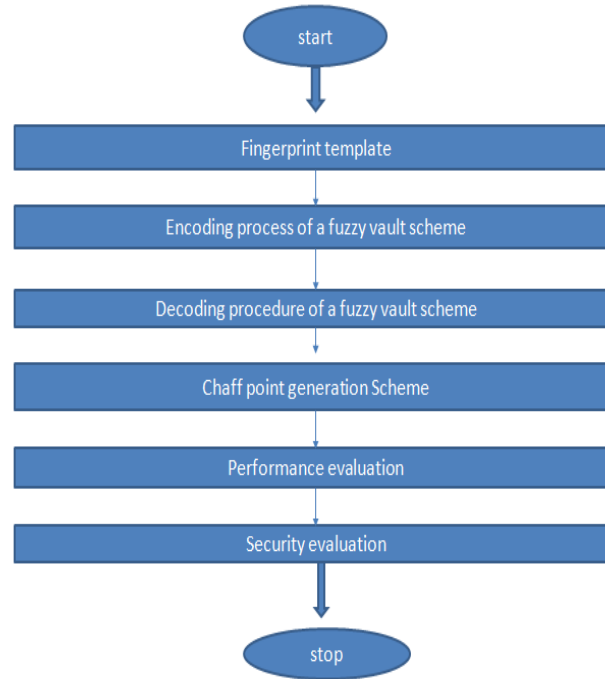 start
Fingerprint template
Encoding process of a fuzzy vault scheme
Decoding procedure of a fuzzy vault scheme
Chaff point generation Scheme
Performance evaluation
Security evaluation
stop